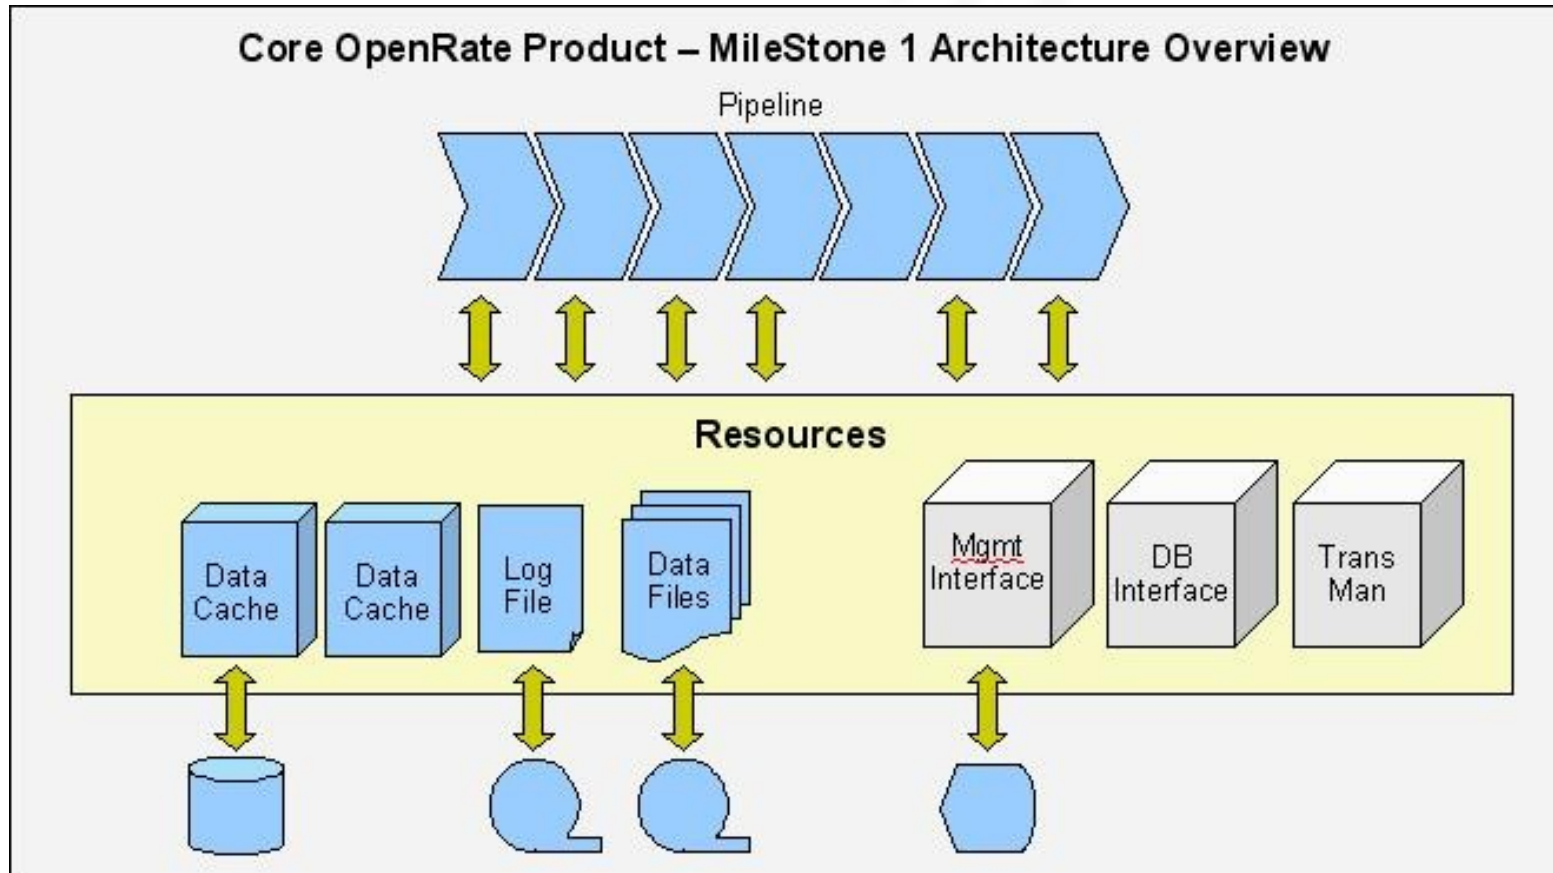 Core OpenRate Product – MileStone 1 Architecture Overview
Pipeline
Resources
Data
Cache
Data
Cache
Log
File
Data
Files
Mgmt
Interface
DB
Interface
Trans
Man